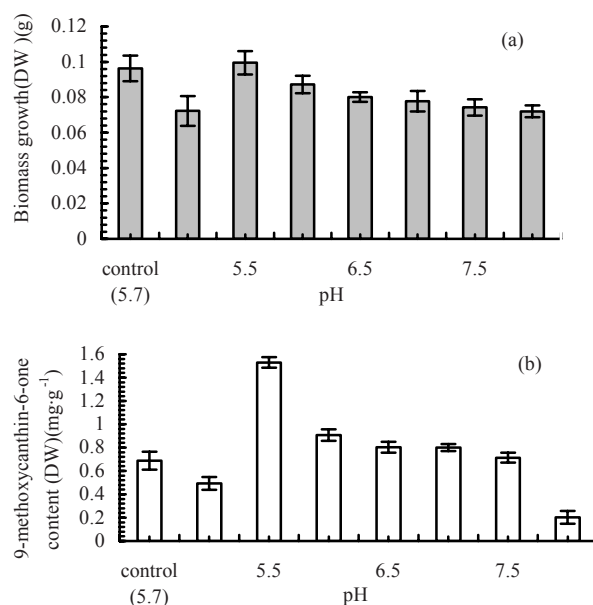 0.12
(a)
0.1
0.08
0.06
0.04
0.02
0
Biomass growth(DW )(g)
control 5.5 6.5 7.5
(5.7) pH
1.6
(b)
1.4
1.2
1
0.8
0.6
0.4
0.2
0
9-methoxycanthin-6-one
content (DW)(mg·g-1)
control 5.5 6.5 7.5
(5.7) pH